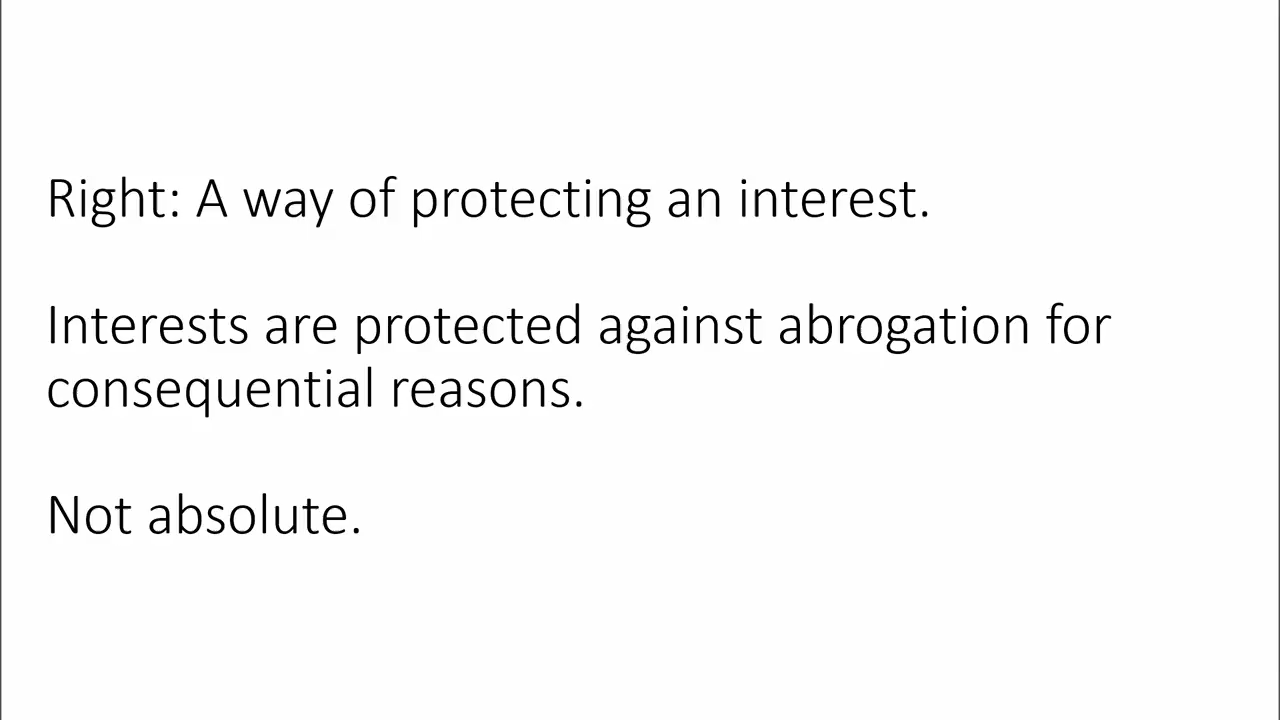 Right: A way of protecting an interest.
Interests are protected against abrogation for
consequential reasons.
Not absolute.